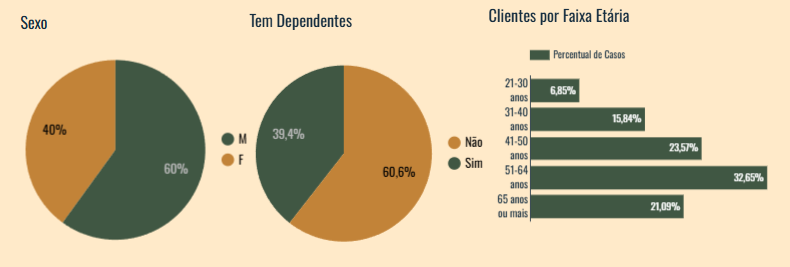 Sexo
40%
60%
M
F
Tem Dependentes
39,4%
60,6%
Não
Sim
Clientes por Faixa Etária
Percentual de Casos
21-30
anos
6,85%
31-40
anos
15,84%
41-50
anos
23,57%
51-64
anos
32,65%
65 anos
ou mais
21,09%